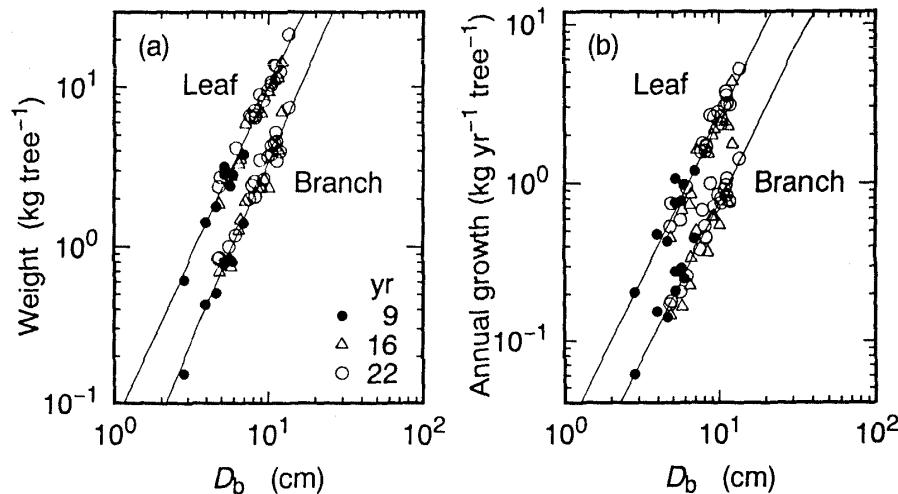 (a)
Leaf
Branch
yr
● 9
△ 16
○ 22
Weight (kg tree⁻¹)
10¹
10⁰
10⁻¹
10⁰ 10¹ 10²
D_b (cm)
(b)
Leaf
Branch
Annual growth (kg yr⁻¹ tree⁻¹)
10¹
10⁰
10⁻¹
10⁰ 10¹ 10²
D_b (cm)